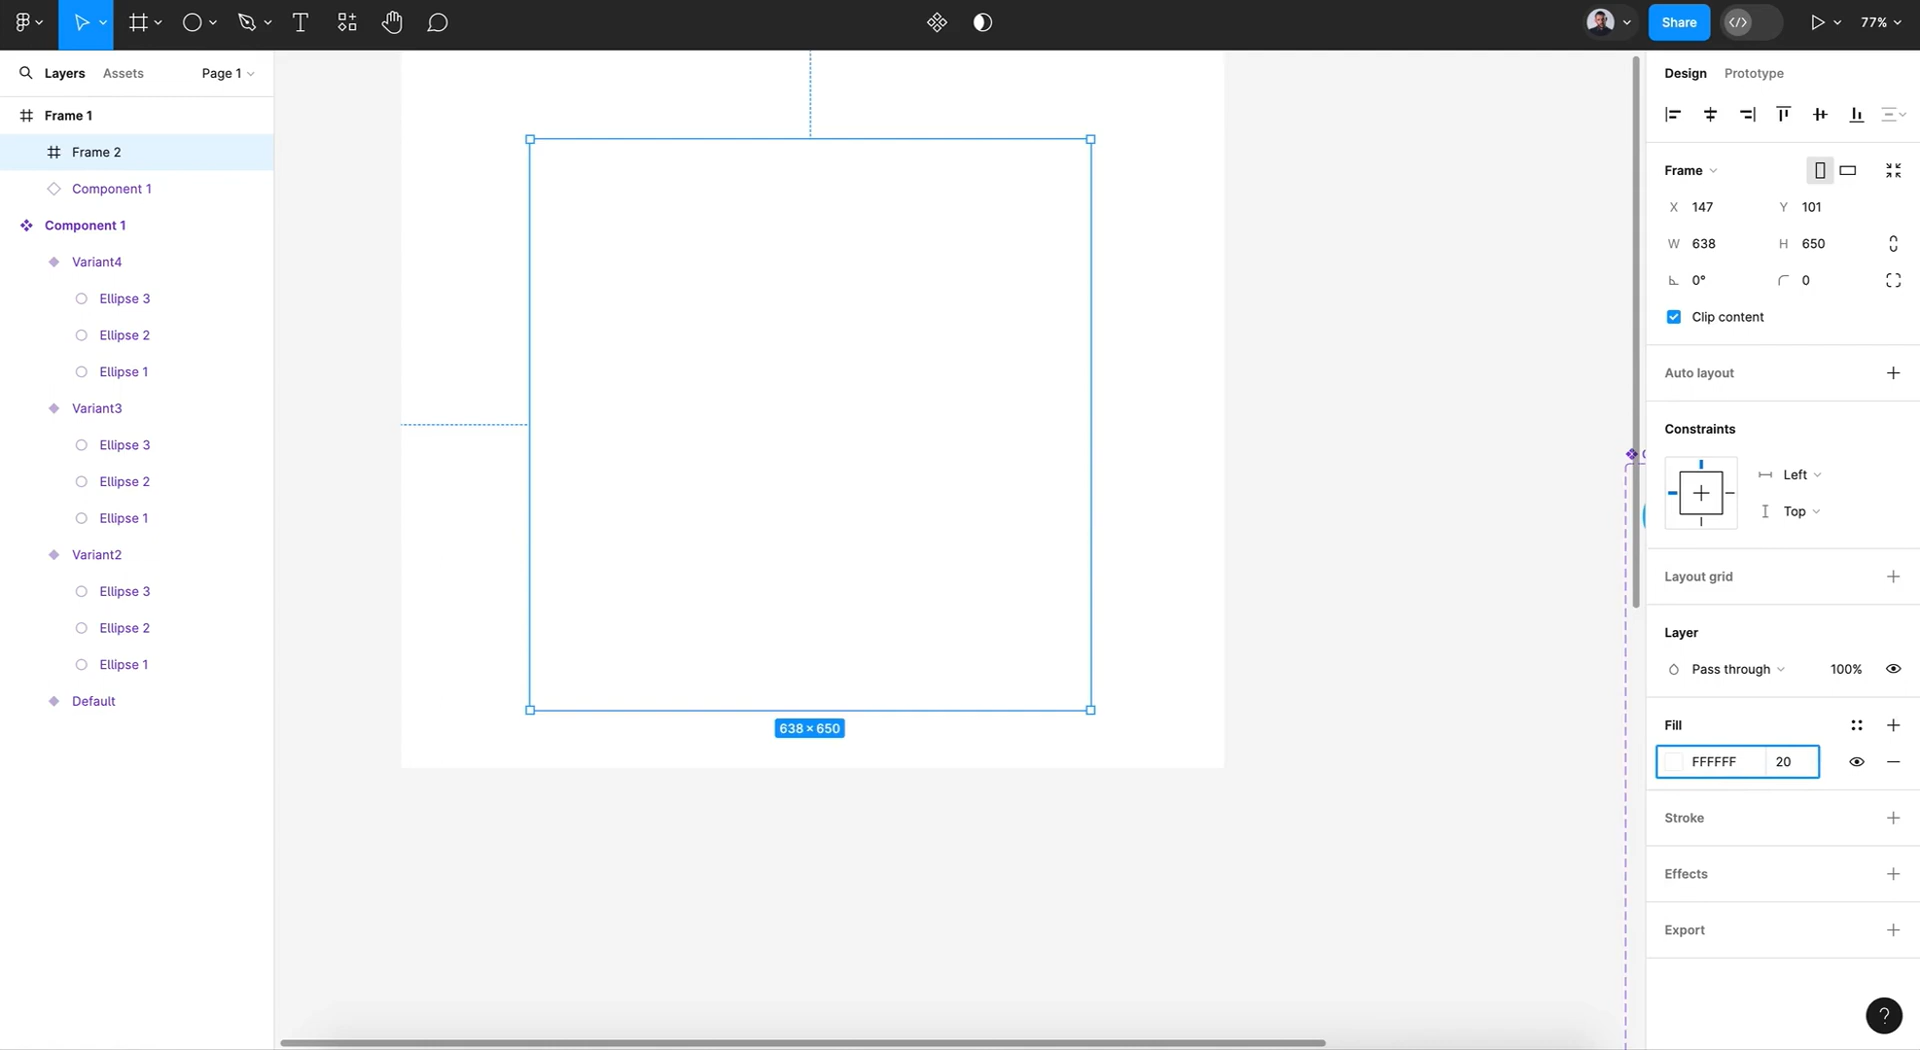 Share
77%
Layers
Assets
Page 1
Frame 1
Frame 2
Component 1
Component 1
Variant4
Ellipse 3
Ellipse 2
Ellipse 1
Variant3
Ellipse 3
Ellipse 2
Ellipse 1
Variant2
Ellipse 3
Ellipse 2
Ellipse 1
Default
638 × 650
Design
Prototype
Frame
X 147
Y 101
W 638
H 650
0°
0
Clip content
Auto layout
Constraints
Left
Top
Layout grid
Layer
Pass through
100%
Fill
FFFFFF
20
Stroke
Effects
Export
?